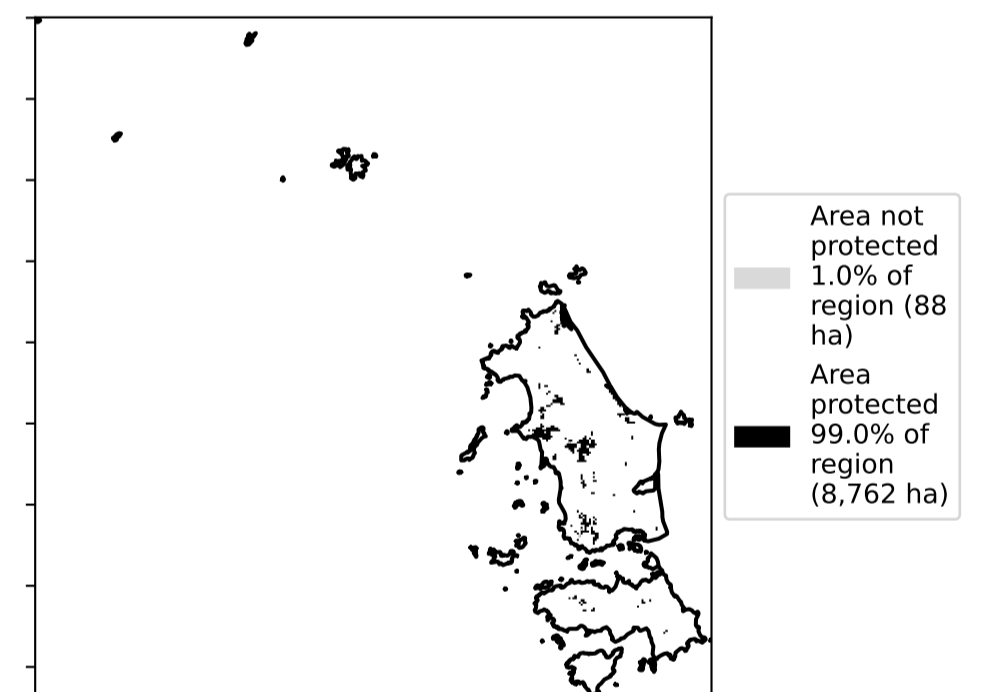 Area not
protected
1.0% of
region (88
ha)
Area
protected
99.0% of
region
(8,762 ha)